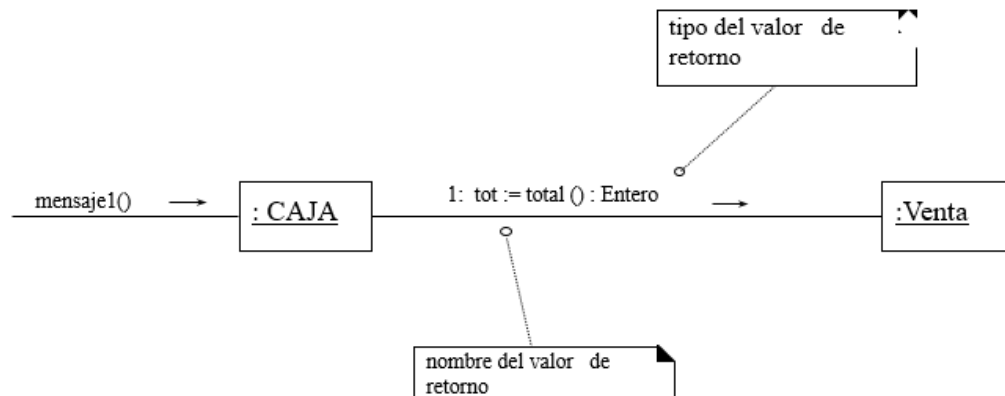 tipo del valor de
retorno
mensaje1()
: CAJA
1: tot := total () : Entero
:Venta
nombre del valor de
retorno